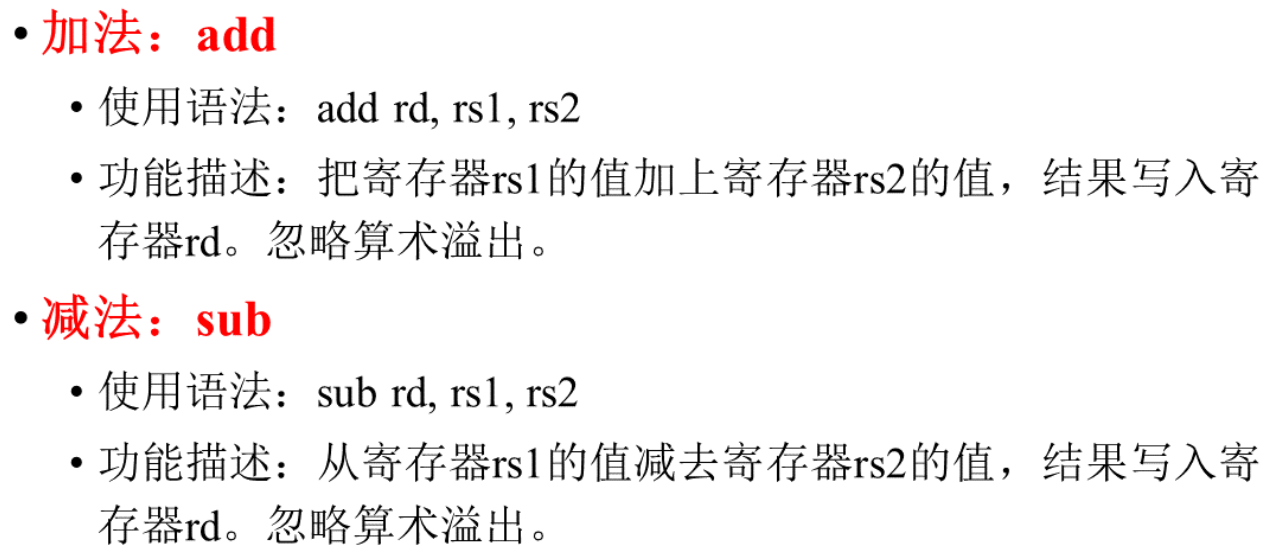 • 加法：add
• 使用语法：add rd, rs1, rs2
• 功能描述：把寄存器rs1的值加上寄存器rs2的值，结果写入寄
存器rd。忽略算术溢出。
• 减法：sub
• 使用语法：sub rd, rs1, rs2
• 功能描述：从寄存器rs1的值减去寄存器rs2的值，结果写入寄
存器rd。忽略算术溢出。